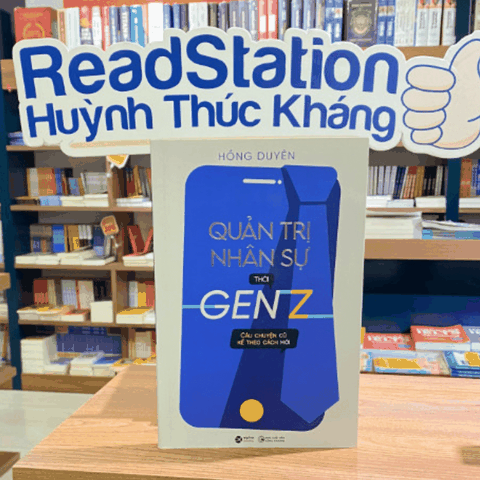 ReadStation
Huỳnh Thúc Kháng
HỒNG DUYÊN
QUẢN TRỊ
NHÂN SỰ
THỜI
GEN Z
CÂU CHUYỆN CŨ
KỂ THEO CÁCH MỚI